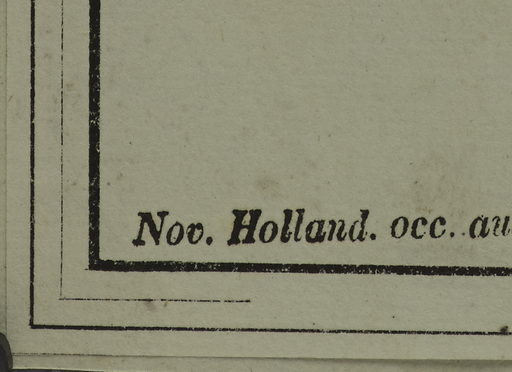 Nov. Holland. occ. au